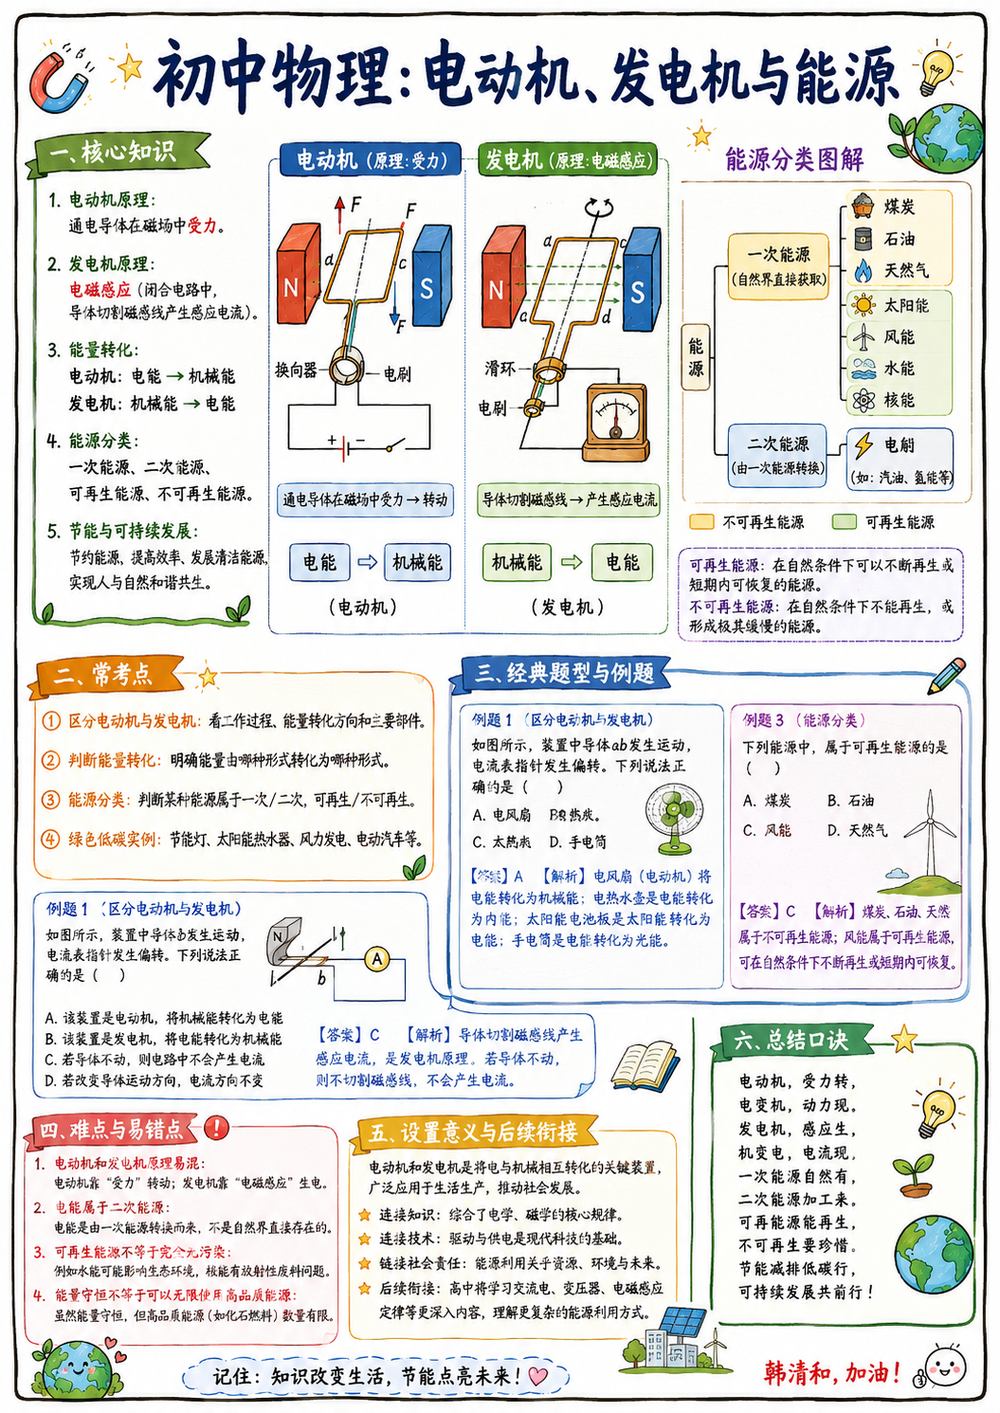 初中物理：电动机、发电机与能源
一、核心知识
1. 电动机原理：
通电导体在磁场中受力。
2. 发电机原理：
电磁感应（闭合电路中，
导体切割磁感线产生感应电流）。
3. 能量转化：
电动机：电能 → 机械能
发电机：机械能 → 电能
4. 能源分类：
一次能源、二次能源、
可再生能源、不可再生能源。
5. 节能与可持续发展：
节约能源，提高效率、发展清洁能源，
实现人与自然和谐共生。
电动机（原理:受力）
F
F
d
c
N
S
F
换向器
电刷
+ −
通电导体在磁场中受力 → 转动
电能 ⇨ 机械能
（电动机）
发电机（原理:电磁感应）
a
c
N
S
a
d
滑环
电刷
导体切割磁感线 → 产生感应电流
机械能 ⇨ 电能
（发电机）
能源分类图解
能源
一次能源
（自然界直接获取）
煤炭
石油
天然气
太阳能
风能
水能
核能
二次能源
（由一次能源转换）
电
（如：汽油、氢能等）
不可再生能源
可再生能源
可再生能源：在自然条件下可以不断再生或
短期内可恢复的能源。
不可再生能源：在自然条件下不能再生，或
形成极其缓慢的能源。
二、常考点
① 区分电动机与发电机：看工作过程、能量转化方向和主要部件。
② 判断能量转化：明确能量由哪种形式转化为哪种形式。
③ 能源分类：判断某种能源属于一次/二次，可再生/不可再生。
④ 绿色低碳实例：节能灯、太阳能热水器、风力发电、电动汽车等。
例题1（区分电动机与发电机）
如图所示，装置中导体发生运动，
电流表指针发生偏转。下列说法正
确的是（　　）
N
A
b
A. 该装置是电动机，将机械能转化为电能
B. 该装置是发电机，将电能转化为机械能
C. 若导体不动，则电路中不会产生电流
D. 若改变导体运动方向，电流方向不变
【答案】C　【解析】导体切割磁感线产生
感应电流，是发电机原理。若导体不动，
则不切割磁感线，不会产生电流。
三、经典题型与例题
例题1（区分电动机与发电机）
如图所示，装置中导体ab发生运动，
电流表指针发生偏转。下列说法正
确的是（　　）
A. 电风扇
C. 太　D. 手电筒
【答案】A　【解析】电风扇（电动机）将
电能转化为机械能；电热水壶是电能转化
为内能；太阳能电池板是太阳能转化为
电能；手电筒是电能转化为光能。
例题3（能源分类）
下列能源中，属于可再生能源的是
（　　）
A. 煤炭　B. 石油
C. 风能　D. 天然气
【答案】C　【解析】煤炭、石油、天然
属于不可再生能源；风能属于可再生能源，
可在自然条件下不断再生或短期内可恢复。
四、难点与易错点
!
1. 电动机和发电机原理易混：
电动机靠“受力”转动；发电机靠“电磁感应”生电。
2. 电能属于二次能源：
电能是由一次能源转换而来，不是自然界直接存在的。
3. 可再生能源不等于完全无污染：
例如水能可能影响生态环境，核能有放射性废料问题。
4. 能量守恒不等于可以无限使用高品质能源：
虽然能量守恒，但高品质能源（如化石燃料）数量有限。
五、设置意义与后续衔接
电动机和发电机是将电与机械相互转化的关键装置，
广泛应用于生活生产，推动社会发展。
连接知识：综合了电学、磁学的核心规律。
连接技术：驱动与供电是现代科技的基础。
链接社会责任：能源利用关乎资源、环境与未来。
后续衔接：高中将学习交流电、变压器、电磁感应
定律等更深入内容，理解更复杂的能源利用方式。
六、总结口诀
电动机，受力转，
电变机，动力现。
发电机，感应生，
机变电，电流现，
一次能源自然有，
二次能源加工来。
可再能源能再生，
不可再生要珍惜。
节能减排低碳行，
可持续发展共前行！
记住：知识改变生活，节能点亮未来！
韩清和，加油！